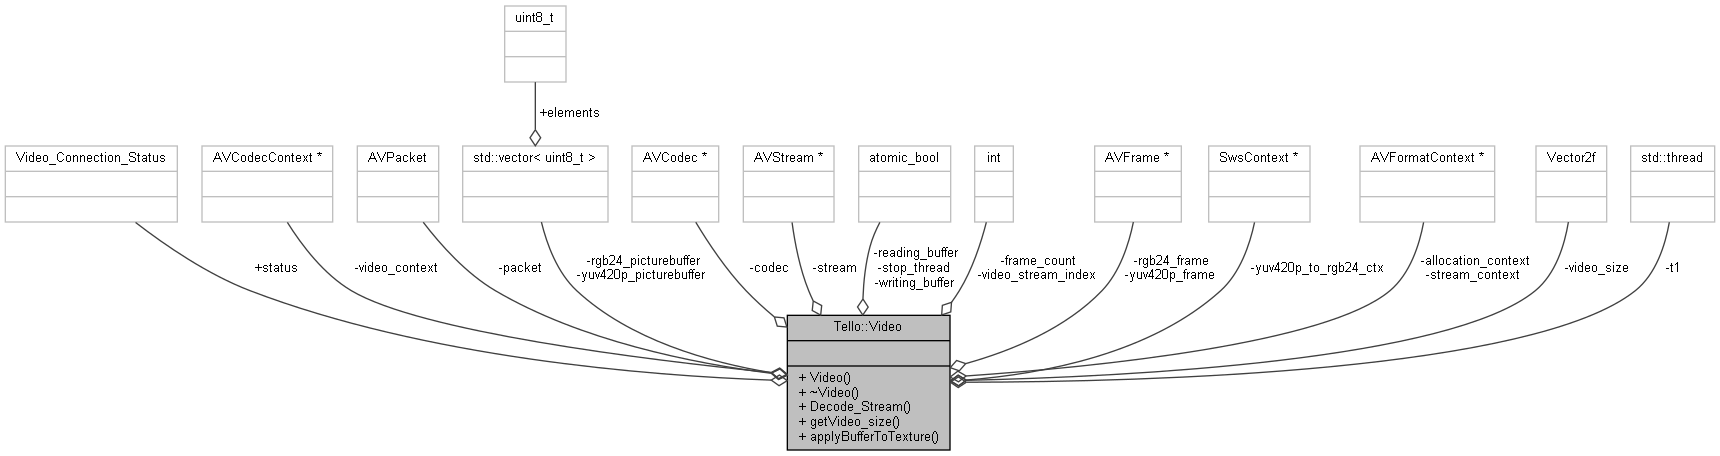 uint8_t
+elements
Video_Connection_Status
AVCodecContext *
AVPacket
std::vector< uint8_t >
AVCodec *
AVStream *
atomic_bool
int
AVFrame *
SwsContext *
AVFormatContext *
Vector2f
std::thread
+status
-video_context
-packet
-rgb24_picturebuffer
-yuv420p_picturebuffer
-codec
-stream
-reading_buffer
-stop_thread
-writing_buffer
-frame_count
-video_stream_index
-rgb24_frame
-yuv420p_frame
-yuv420p_to_rgb24_ctx
-allocation_context
-stream_context
-video_size
-t1
Tello::Video
+ Video()
+ ~Video()
+ Decode_Stream()
+ getVideo_size()
+ applyBufferToTexture()